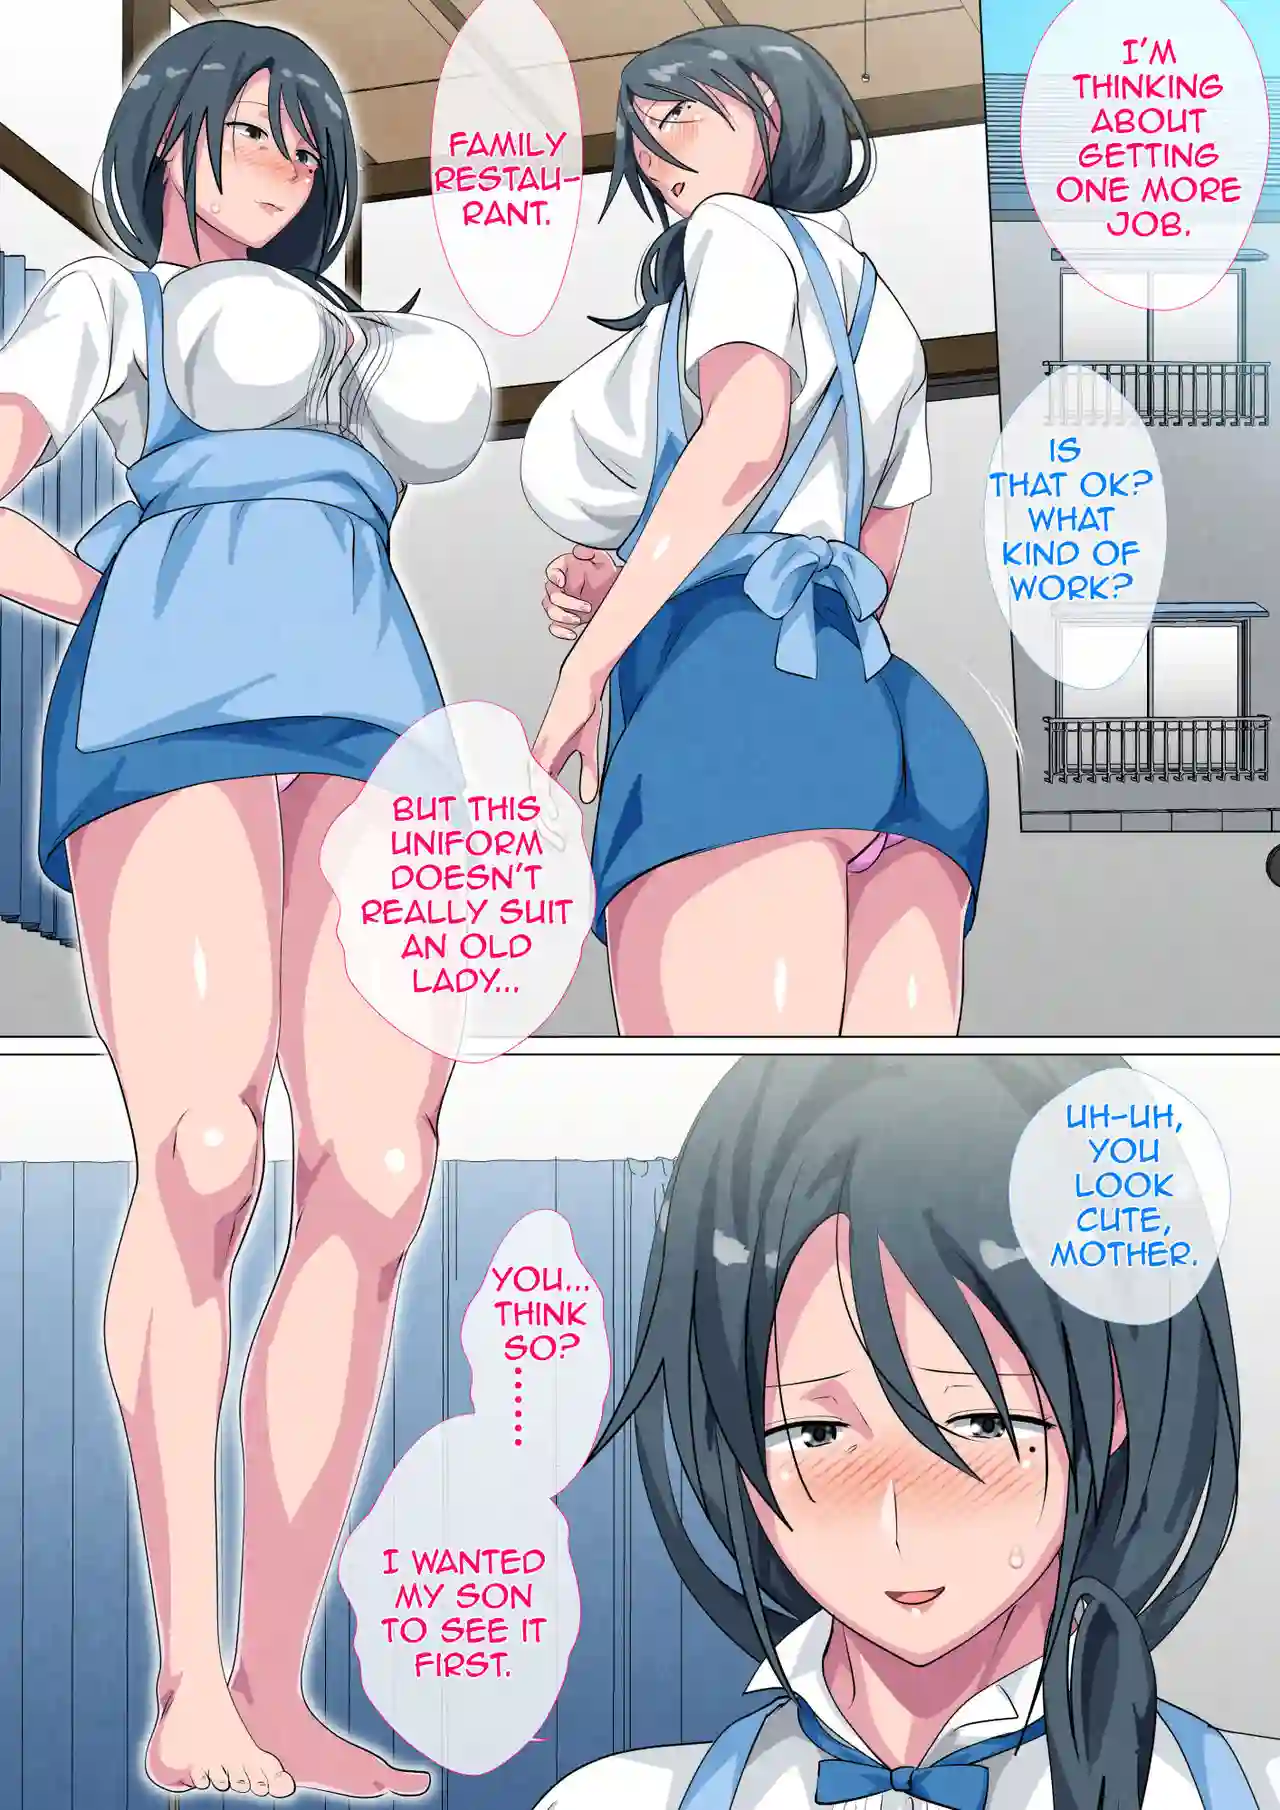 I'M
THINKING
ABOUT
GETTING
ONE MORE
JOB.
IS
THAT OK?
WHAT
KIND OF
WORK?
FAMILY
RESTAU-
RANT.
BUT THIS
UNIFORM
DOESN'T
REALLY SUIT
AN OLD
LADY...
UH-UH,
YOU
LOOK
CUTE,
MOTHER.
YOU...
THINK
SO?
......
I WANTED
MY SON
TO SEE IT
FIRST.